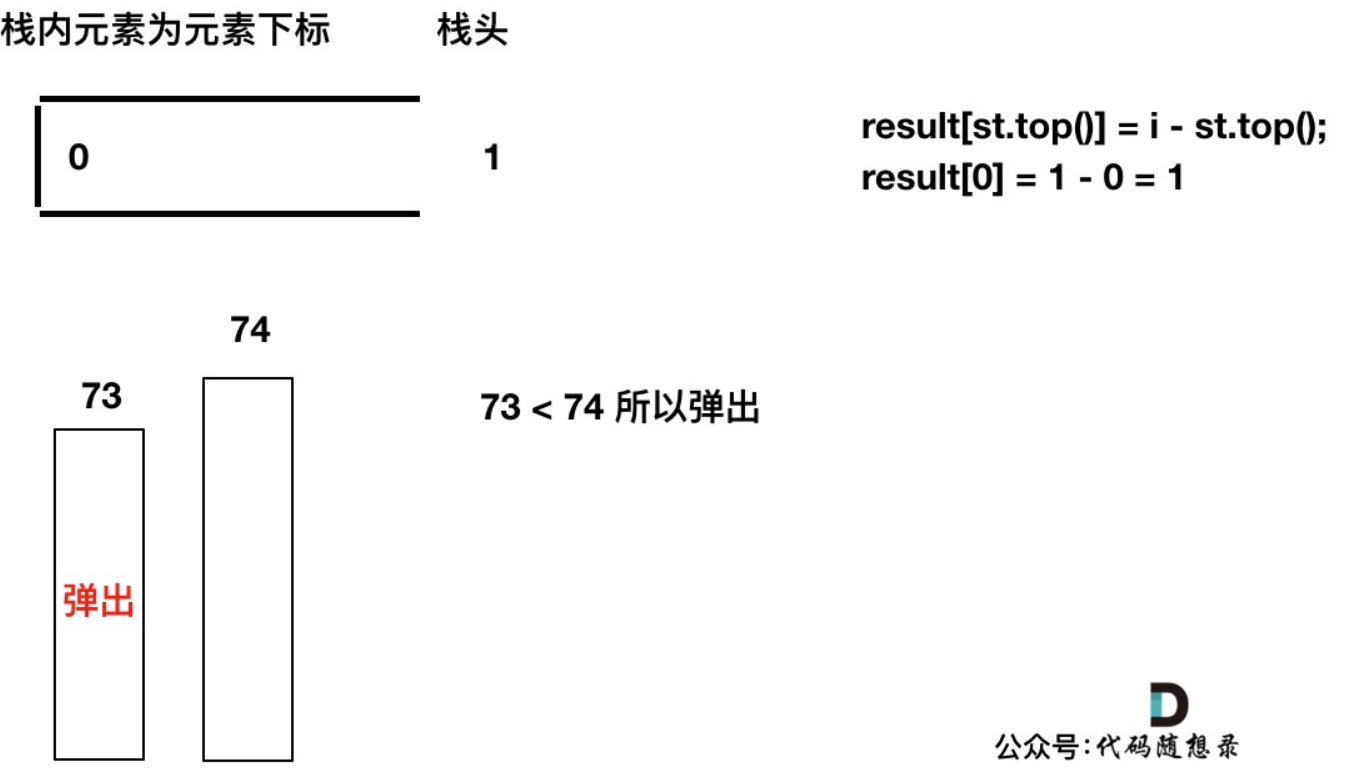 栈内元素为元素下标
栈头
0
1
result[st.top()] = i - st.top();
result[0] = 1 - 0 = 1
74
73
73 < 74 所以弹出
弹出
公众号:代码随想录